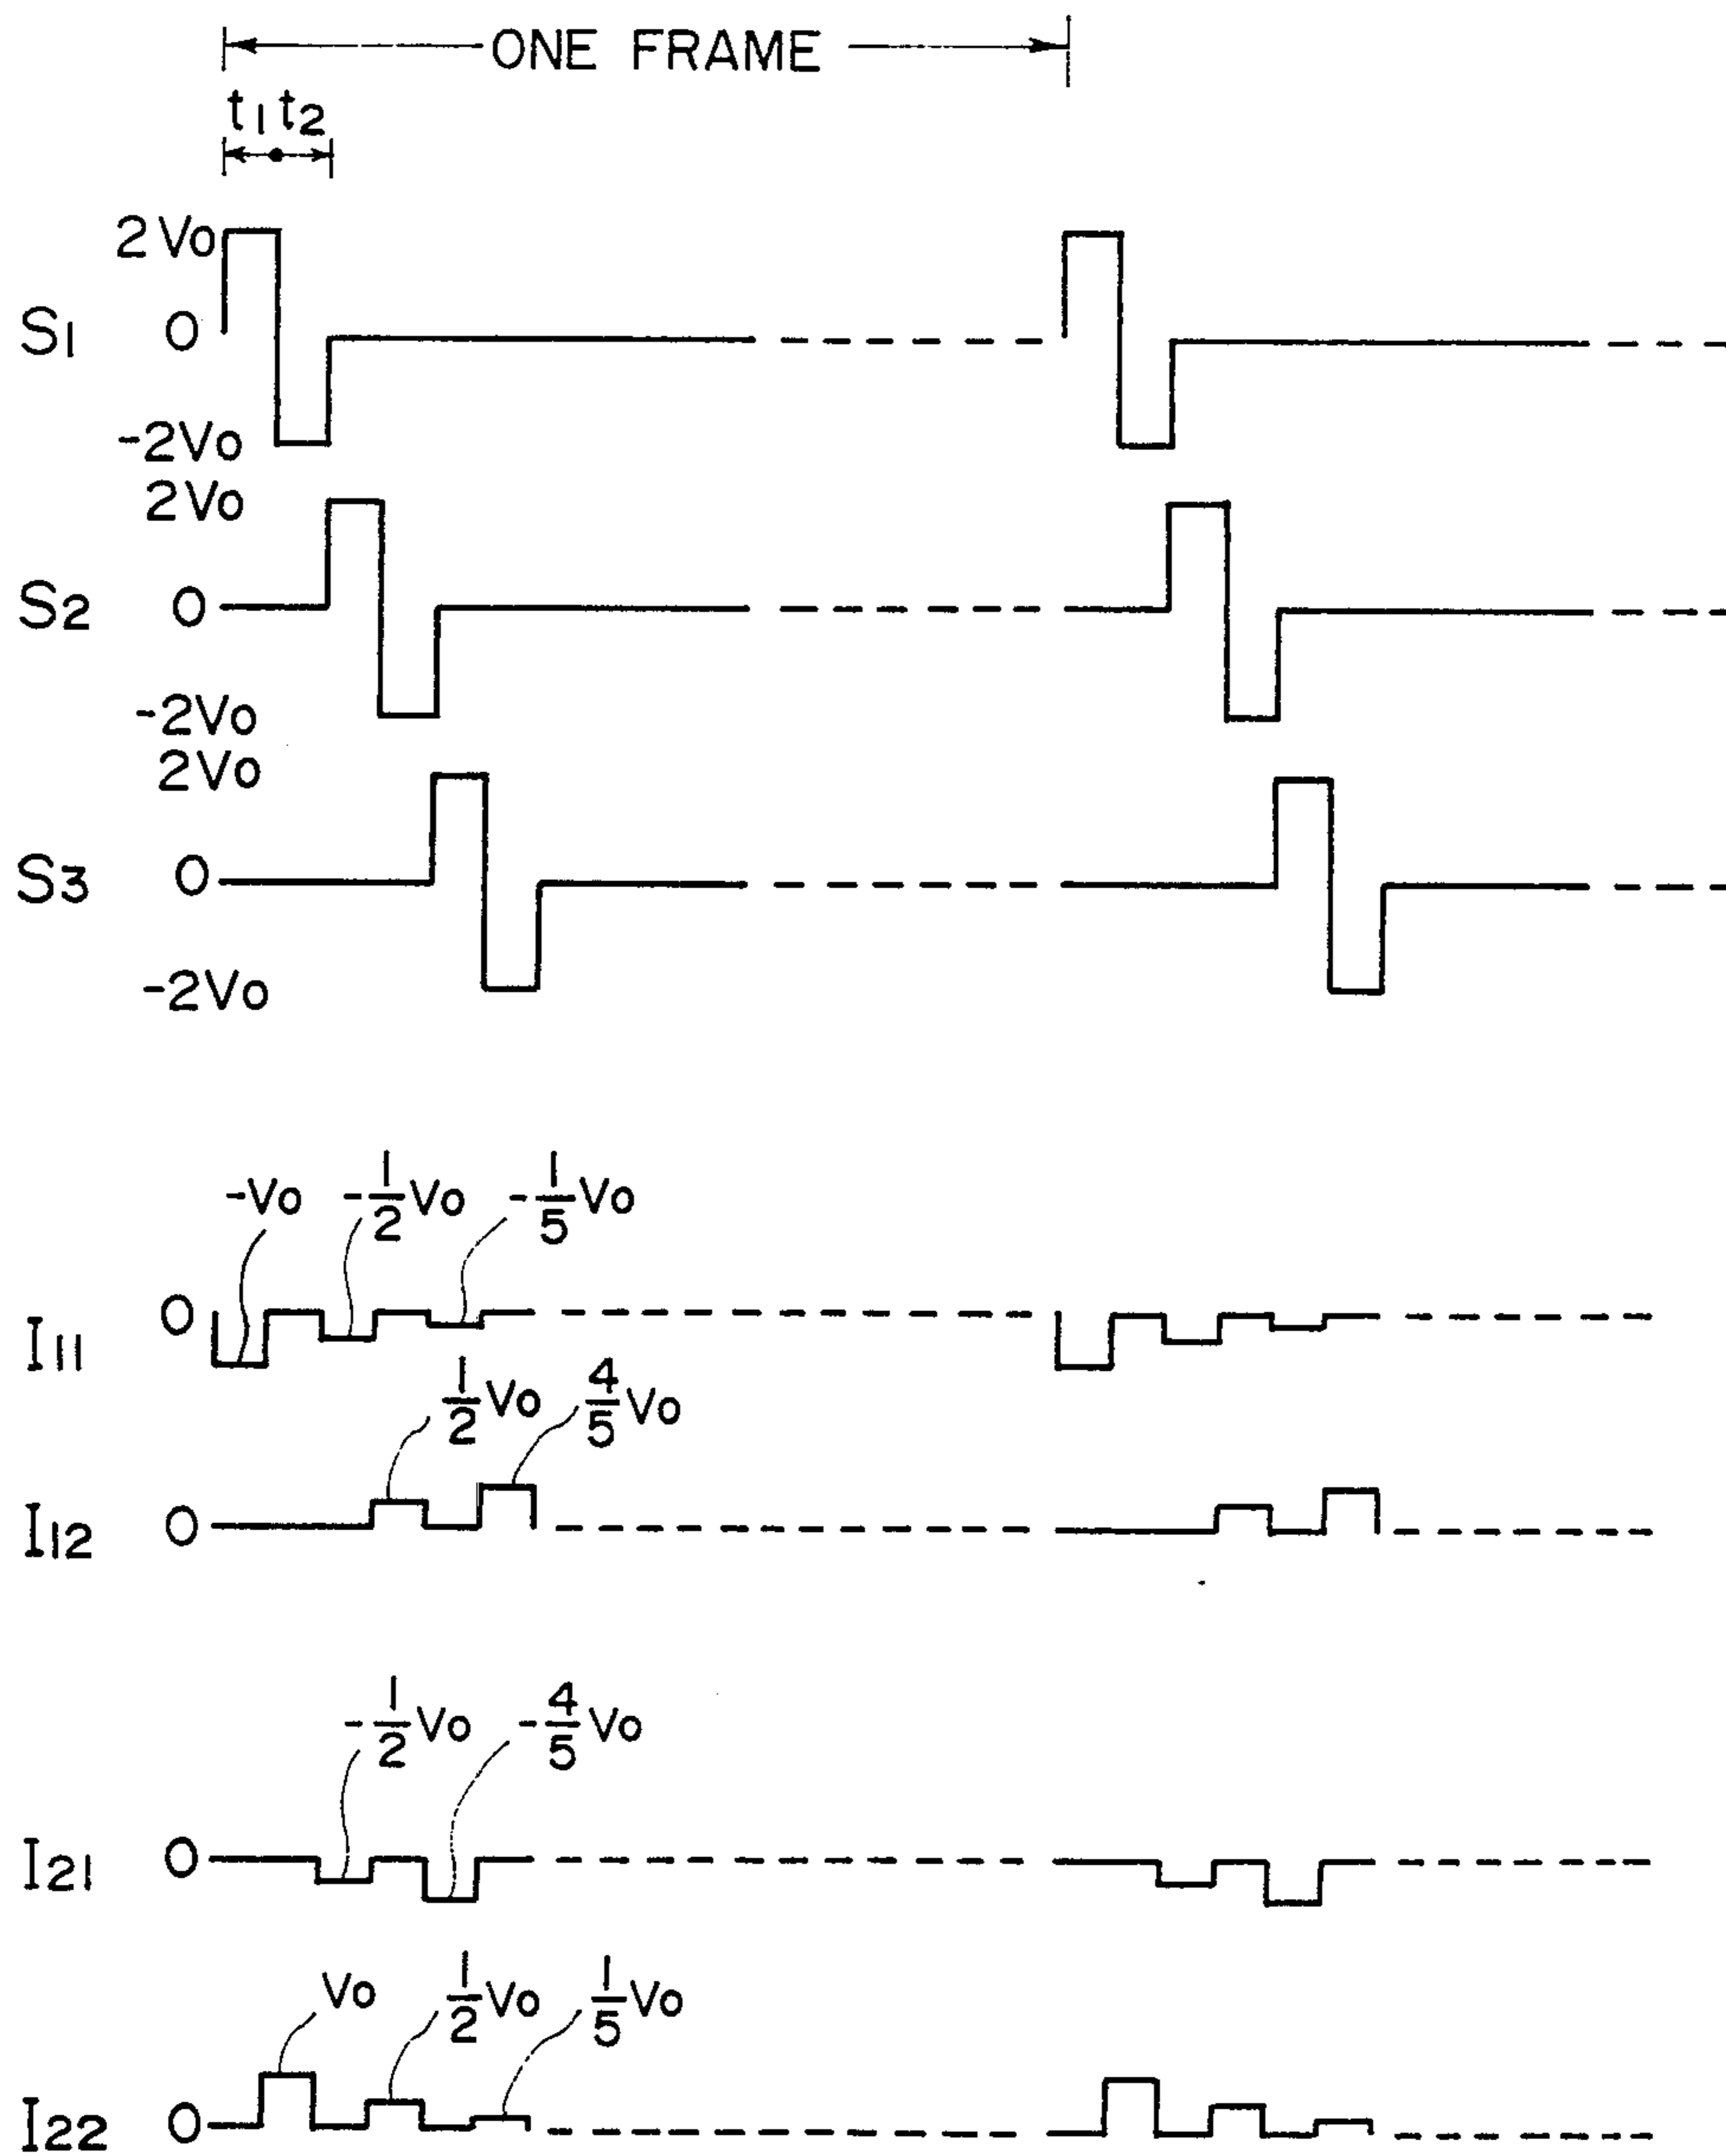 ONE FRAME
t1 t2
2Vo
S1 0
-2Vo
2Vo
S2 0
-2Vo
2Vo
S3 0
-2Vo
-Vo -1/2Vo -1/5Vo
0
I11
1/2Vo 4/5Vo
I12 0
-1/2Vo -4/5Vo
I21 0
Vo 1/2Vo 1/5Vo
I22 0